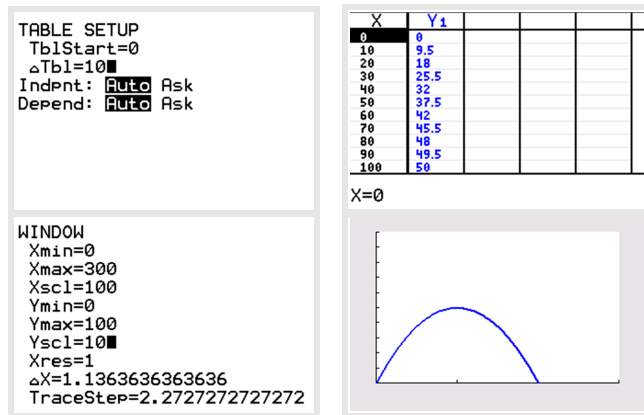 TABLE SETUP
TblStart=0
△Tbl=10
Indpnt: Auto Ask
Depend: Auto Ask
X Y1
0 0
10 9.5
20 18
30 25.5
40 32
50 37.5
60 42
70 45.5
80 48
90 49.5
100 50
X=0
WINDOW
Xmin=0
Xmax=300
Xscl=100
Ymin=0
Ymax=100
Yscl=10
Xres=1
△X=1.1363636363636
TraceStep=2.2727272727272